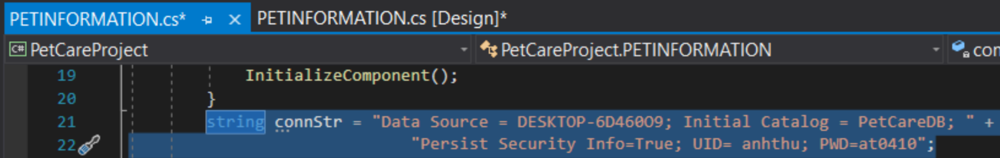 PETINFORMATION.cs* PETINFORMATION.cs [Design]*
C# PetCareProject PetCareProject.PETINFORMATION con
19 InitializeComponent();
20 }
21 string connStr = "Data Source = DESKTOP-6D46OO9; Initial Catalog = PetCareDB; " +
22 "Persist Security Info=True; UID= anhthu; PWD=at0410";